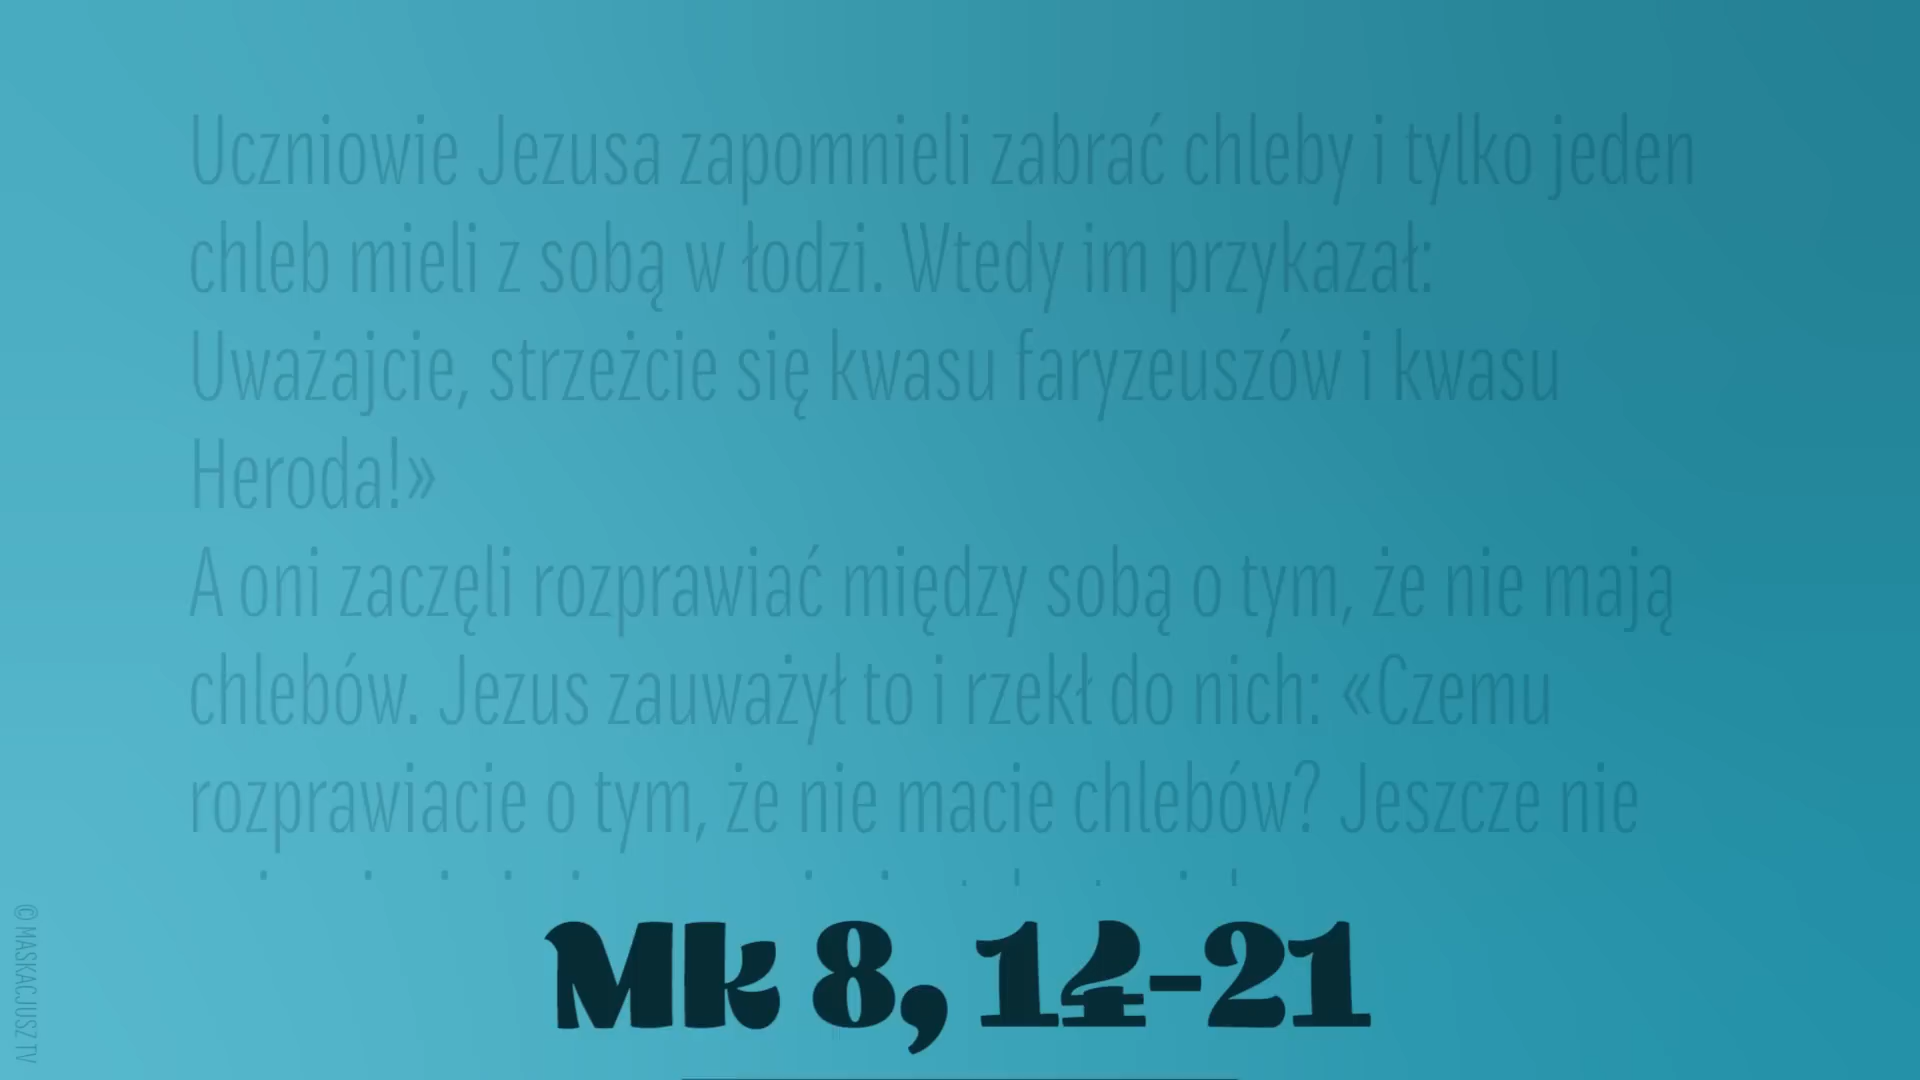 Uczniowie Jezusa zapomnieli zabrać chleby i tylko jeden
chleb mieli z sobą w łodzi. Wtedy im przykazał:
Uważajcie, strzeżcie się kwasu faryzeuszów i kwasu
Heroda!»
A oni zaczęli rozprawiać między sobą o tym, że nie mają
chlebów. Jezus zauważył to i rzekł do nich: «Czemu
rozprawiacie o tym, że nie macie chlebów? Jeszcze nie
Mk 8, 14-21
© MASKACJUSZ TV